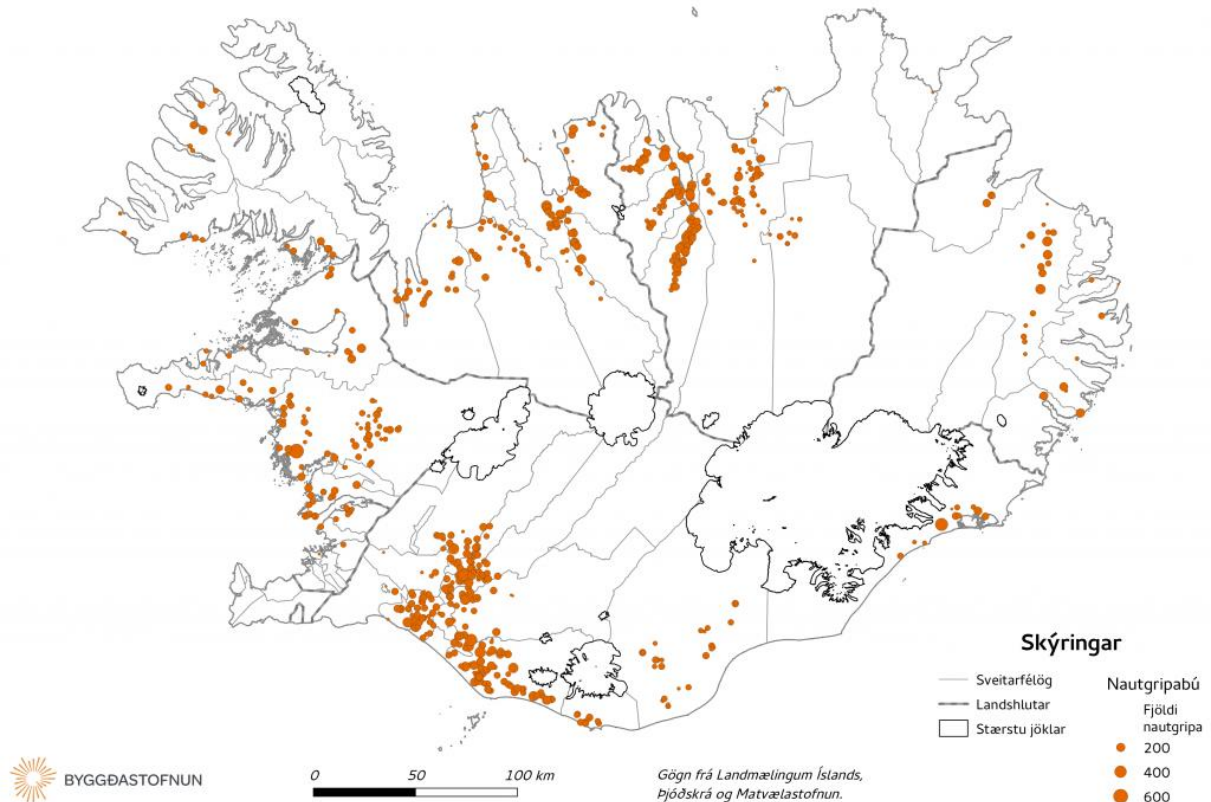 Skýringar
Sveitarfélög
Landshlutar
Stærstu jöklar
Nautgripabú
Fjöldi
nautgripa
200
400
600
BYGGÐASTOFNUN
0 50 100 km
Gögn frá Landmælingum Íslands,
Þjóðskrá og Matvælastofnun.